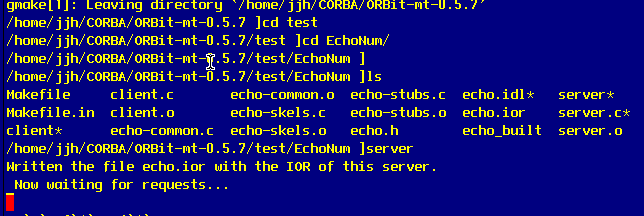 gmake[1]: Leaving directory `/home/jjh/CORBA/ORBit-mt-0.5.7'
/home/jjh/CORBA/ORBit-mt-0.5.7 ]cd test
/home/jjh/CORBA/ORBit-mt-0.5.7/test ]cd EchoNum/
/home/jjh/CORBA/ORBit-mt-0.5.7/test/EchoNum ]
/home/jjh/CORBA/ORBit-mt-0.5.7/test/EchoNum ]ls
Makefile client.c echo-common.o echo-stubs.c echo.idl* server*
Makefile.in client.o echo-skels.c echo-stubs.o echo.ior server.c*
client* echo-common.c echo-skels.o echo.h echo_built server.o
/home/jjh/CORBA/ORBit-mt-0.5.7/test/EchoNum ]server
Written the file echo.ior with the IOR of this server.
Now waiting for requests...